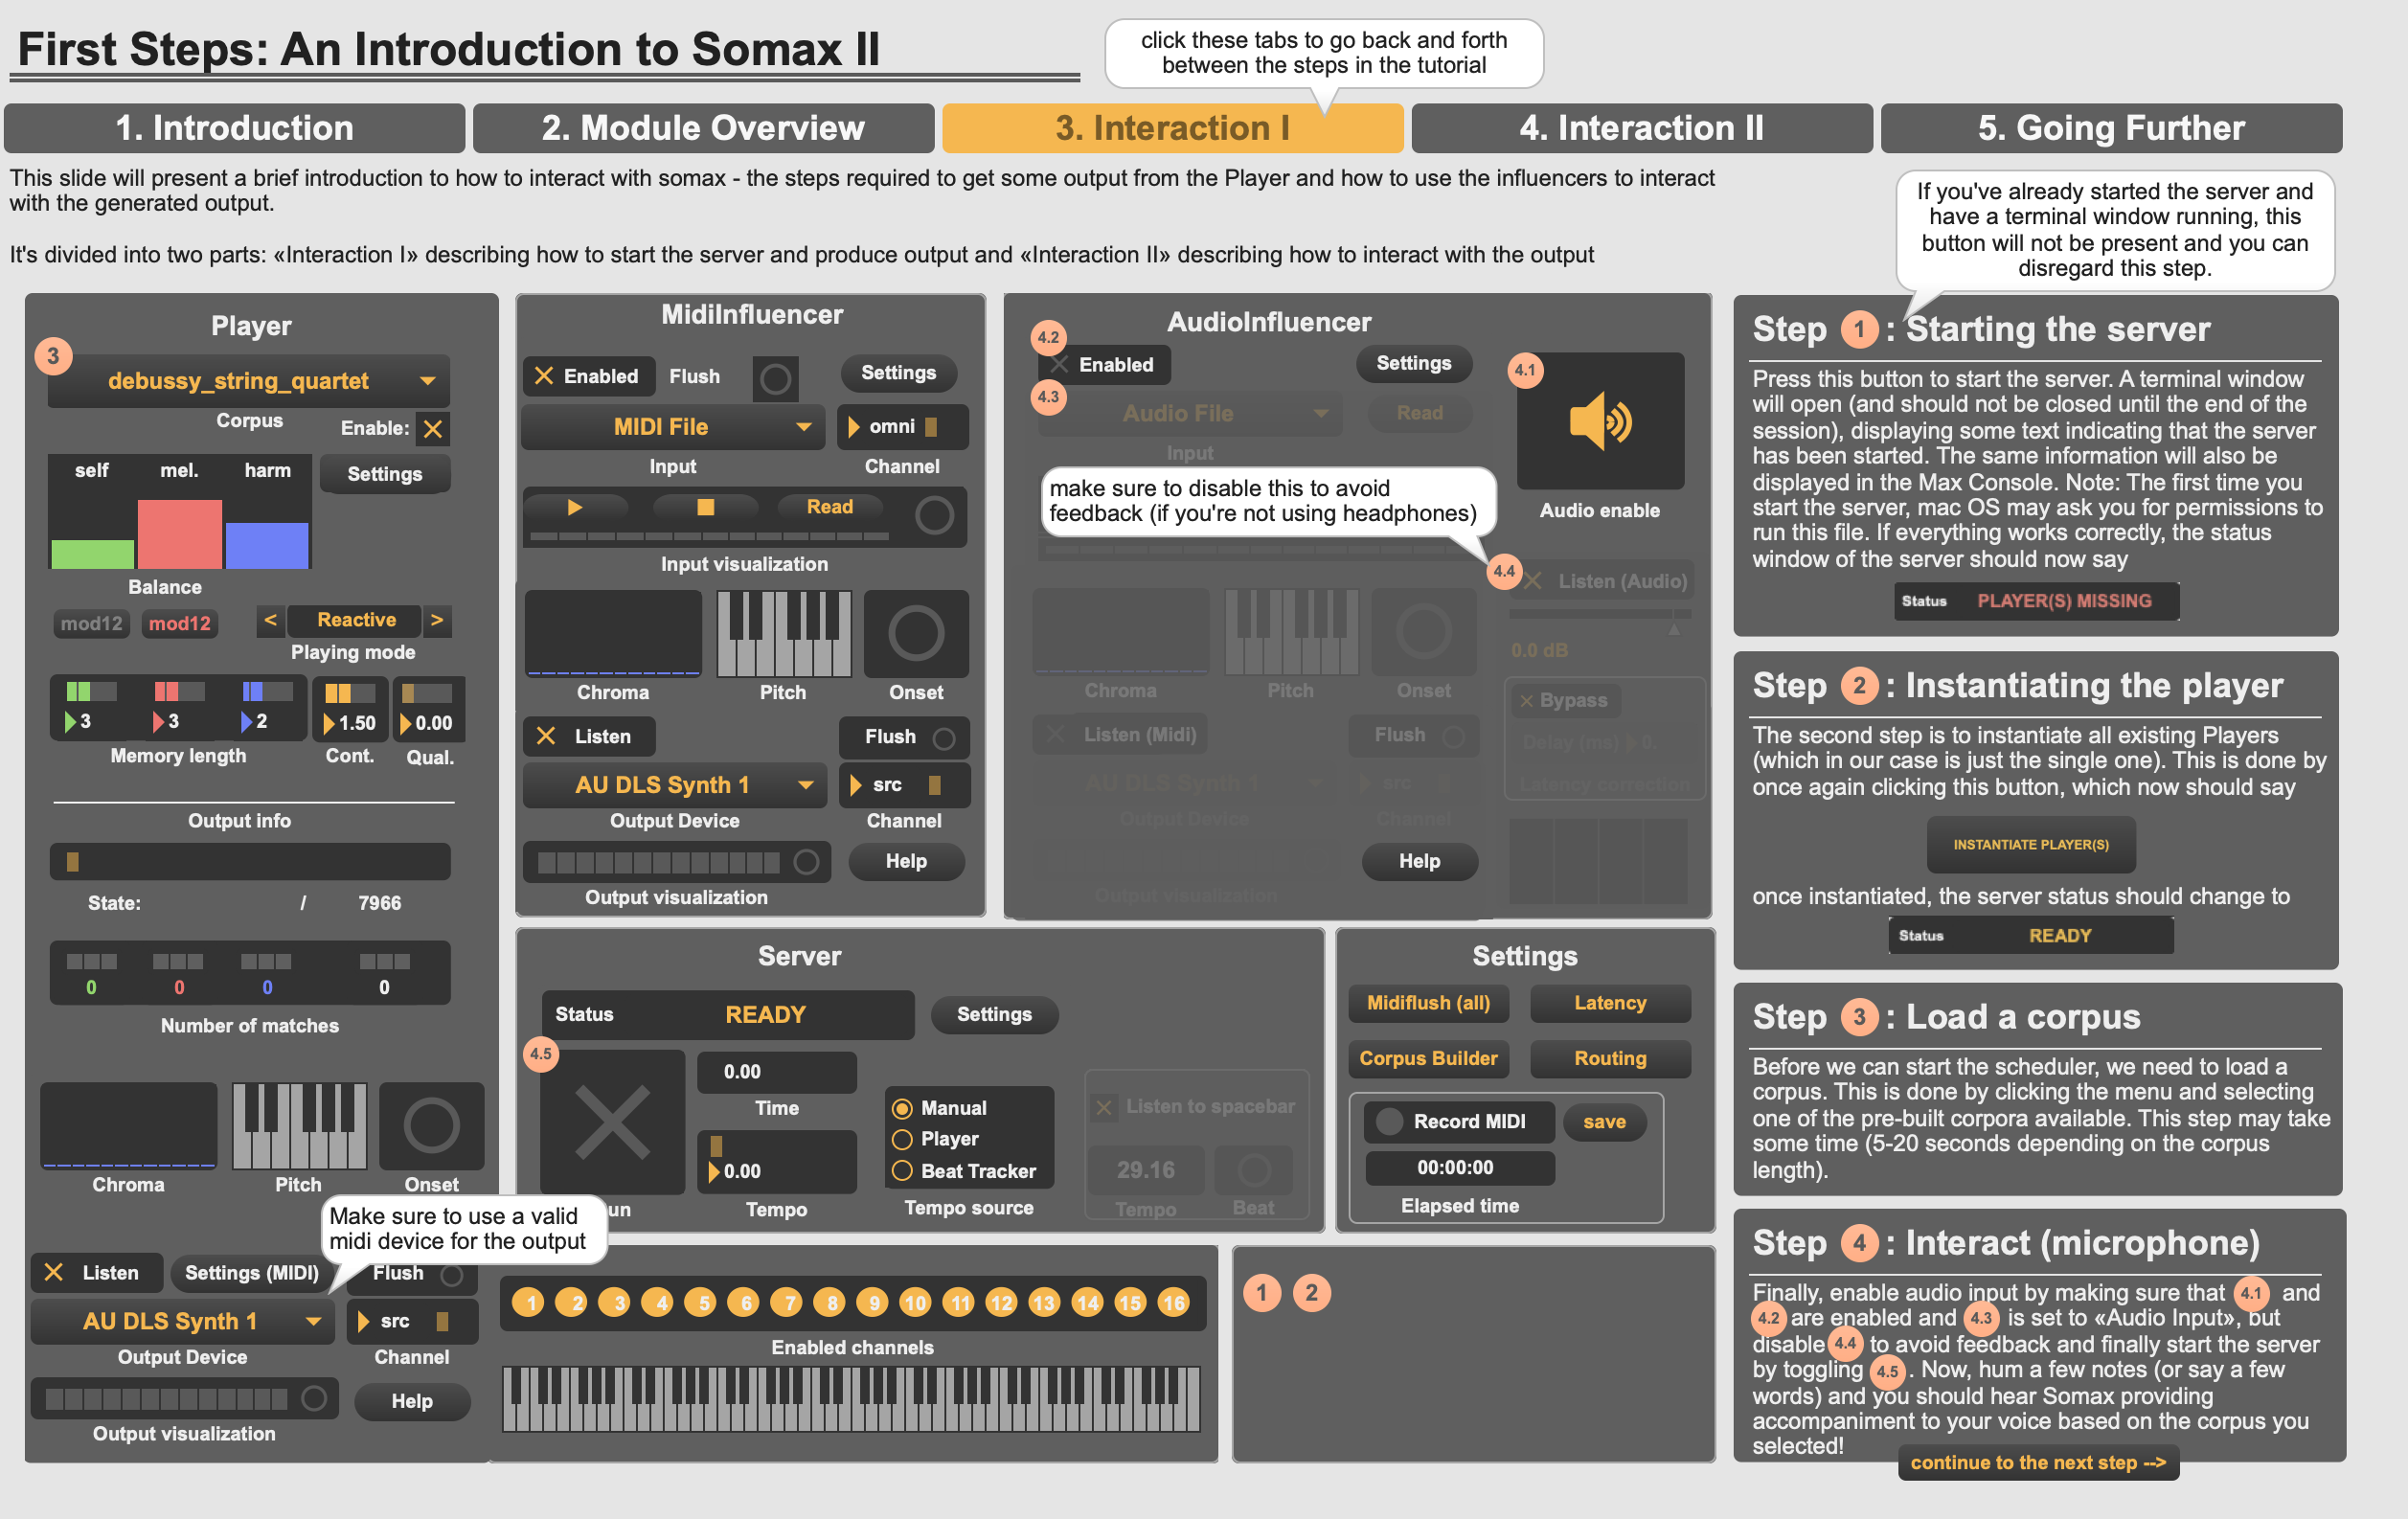 First Steps: An Introduction to Somax II
click these tabs to go back and forth
between the steps in the tutorial
1. Introduction
2. Module Overview
3. Interaction I
4. Interaction II
5. Going Further
This slide will present a brief introduction to how to interact with somax - the steps required to get some output from the Player and how to use the influencers to interact
with the generated output.
It's divided into two parts: «Interaction I» describing how to start the server and produce output and «Interaction II» describing how to interact with the output
If you've already started the server and
have a terminal window running, this
button will not be present and you can
disregard this step.
Player
3
debussy_string_quartet
Corpus
Enable:
self mel. harm
Settings
Balance
mod12 mod12
< Reactive >
Playing mode
3 3 2 1.50 0.00
Memory length Cont. Qual.
Output info
State: / 7966
0 0 0 0
Number of matches
Chroma Pitch Onset
Make sure to use a valid
midi device for the output
Listen Settings (MIDI) Flush
AU DLS Synth 1 src
Output Device Channel
Help
Output visualization
MidiInfluencer
Enabled Flush Settings
MIDI File omni
Input Channel
Read
Input visualization
Chroma Pitch Onset
Listen Flush
AU DLS Synth 1 src
Output Device Channel
Help
Output visualization
AudioInfluencer
4.2
Enabled Settings
4.1
4.3
Audio File Read
Input
make sure to disable this to avoid
feedback (if you're not using headphones)
Audio enable
4.4
Listen (Audio)
0.0 dB
Chroma Pitch Onset
Bypass
Listen (Midi) Flush
Delay (ms) 0.
AU DLS Synth 1 src
Latency correction
Output Device Channel
Help
Output visualization
Server
Status READY Settings
4.5
0.00
Time
0.00
un Tempo
Manual
Player
Beat Tracker
Tempo source
Listen to spacebar
29.16
Tempo Beat
Settings
Midiflush (all) Latency
Corpus Builder Routing
Record MIDI save
00:00:00
Elapsed time
1 2 3 4 5 6 7 8 9 10 11 12 13 14 15 16
Enabled channels
1 2
Step 1 : Starting the server
Press this button to start the server. A terminal window
will open (and should not be closed until the end of the
session), displaying some text indicating that the server
has been started. The same information will also be
displayed in the Max Console. Note: The first time you
start the server, mac OS may ask you for permissions to
run this file. If everything works correctly, the status
window of the server should now say
Status PLAYER(S) MISSING
Step 2 : Instantiating the player
The second step is to instantiate all existing Players
(which in our case is just the single one). This is done by
once again clicking this button, which now should say
INSTANTIATE PLAYER(S)
once instantiated, the server status should change to
Status READY
Step 3 : Load a corpus
Before we can start the scheduler, we need to load a
corpus. This is done by clicking the menu and selecting
one of the pre-built corpora available. This step may take
some time (5-20 seconds depending on the corpus
length).
Step 4 : Interact (microphone)
Finally, enable audio input by making sure that 4.1 and
4.2 are enabled and 4.3 is set to «Audio Input», but
disable 4.4 to avoid feedback and finally start the server
by toggling 4.5 . Now, hum a few notes (or say a few
words) and you should hear Somax providing
accompaniment to your voice based on the corpus you
selected!
continue to the next step -->